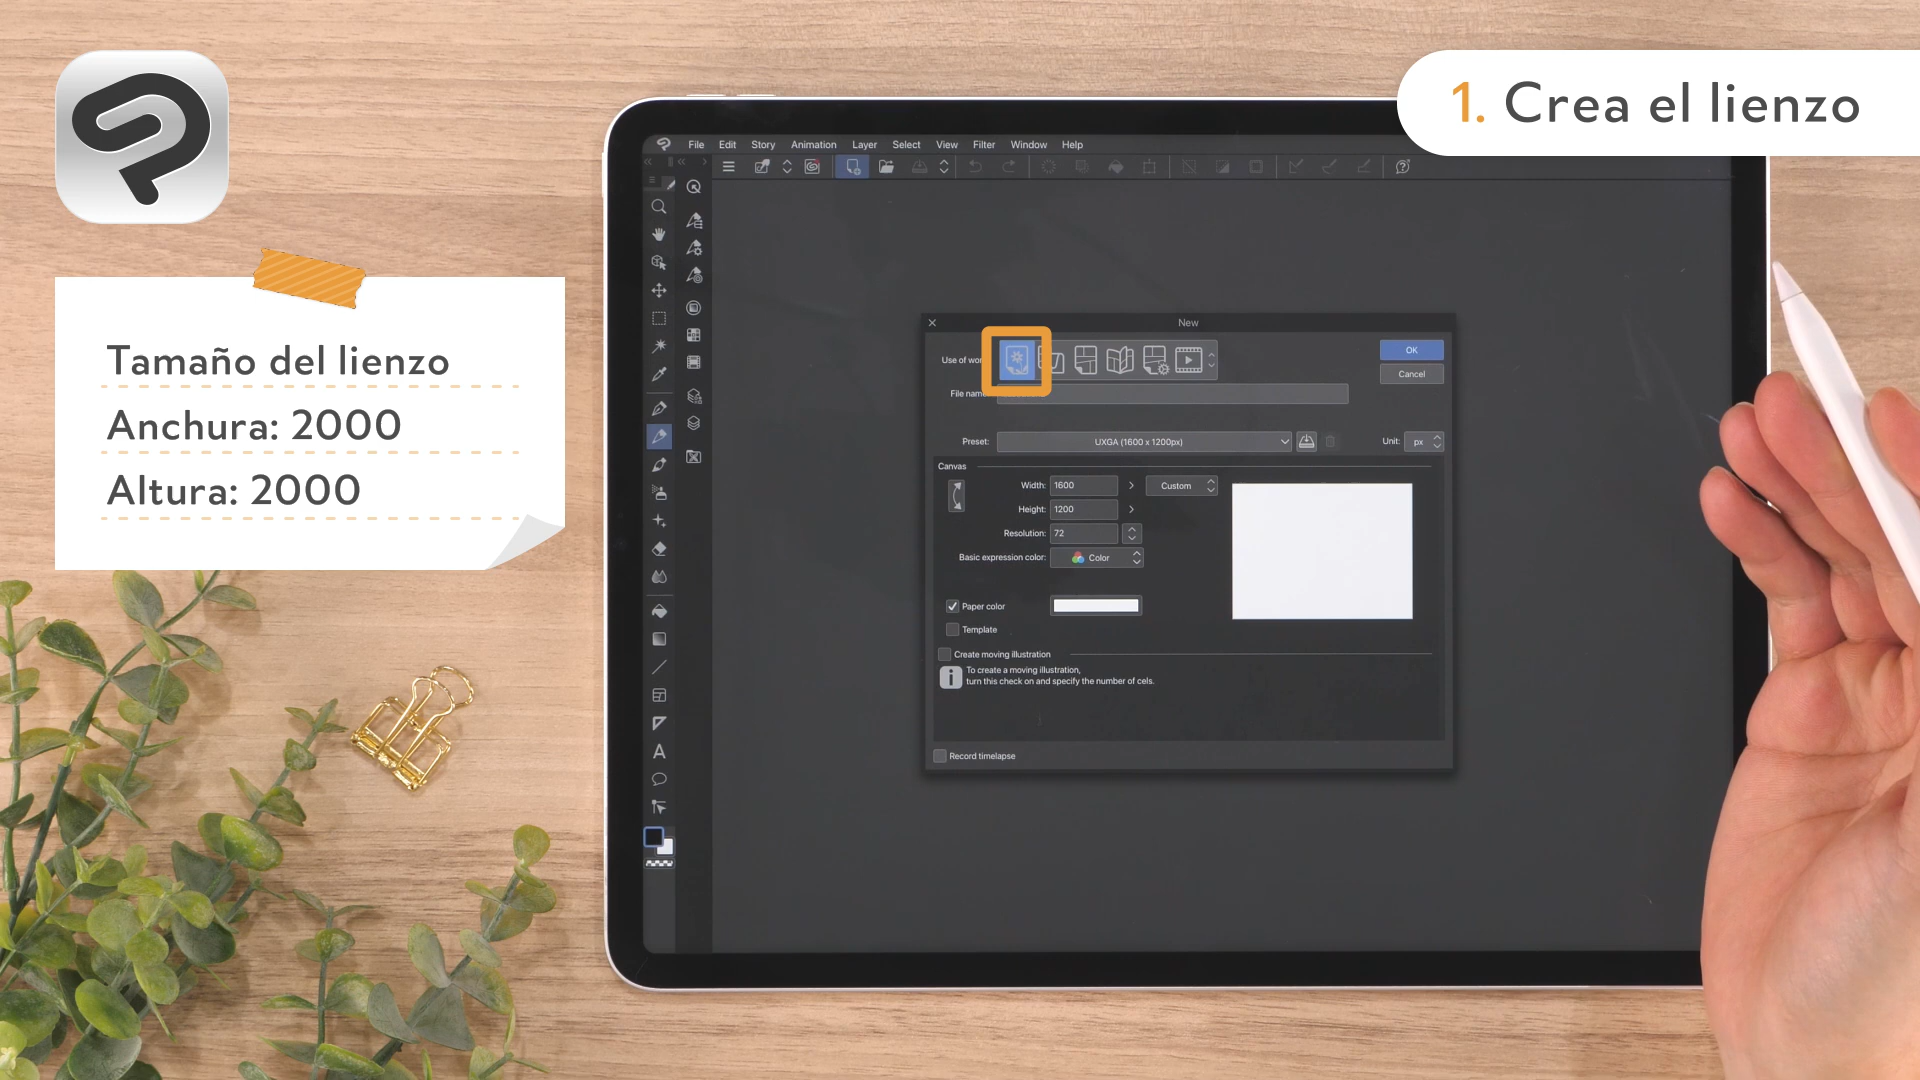 1. Crea el lienzo
Tamaño del lienzo
Anchura: 2000
Altura: 2000
File Edit Story Animation Layer Select View Filter Window Help
New
Use of
OK
Cancel
File
Preset: UXGA (1600 x 1200px) Unit: px
Canvas
Width: 1600 Custom
Height: 1200
Resolution: 72
Basic expression color: Color
Paper color
Template
Create moving illustration
To create a moving illustration,
turn this check on and specify the number of cels.
Record timelapse